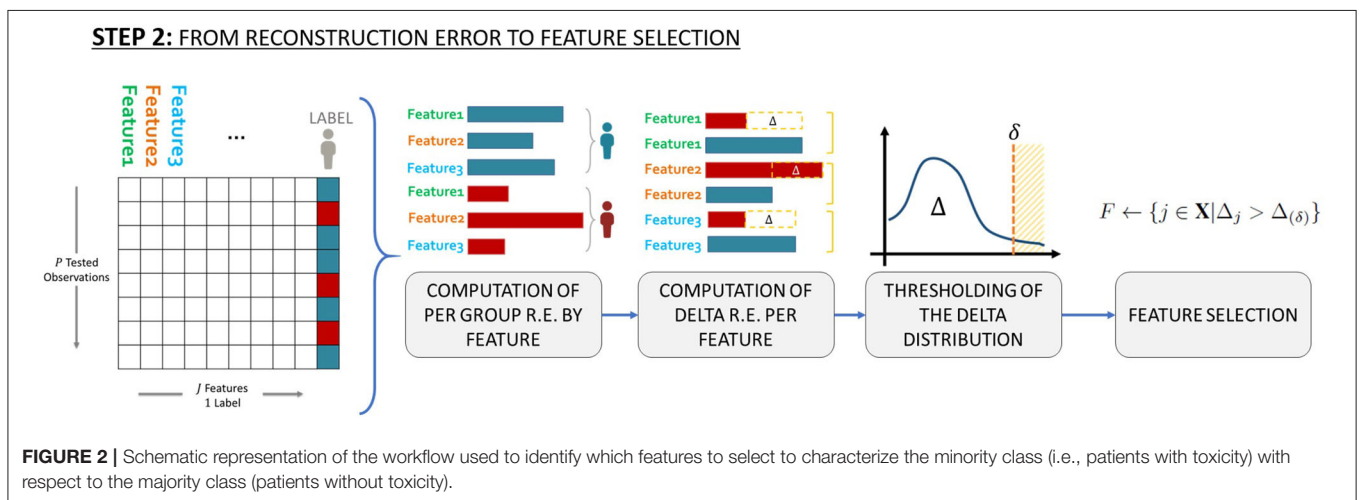 STEP 2: FROM RECONSTRUCTION ERROR TO FEATURE SELECTION
Feature1
Feature2
Feature3
...
LABEL
P Tested
Observations
J Features
1 Label
Feature1
Feature2
Feature3
Feature1
Feature2
Feature3
COMPUTATION OF
PER GROUP R.E. BY
FEATURE
Feature1
Δ
Feature1
Feature2
Δ
Feature2
Feature3
Δ
Feature3
COMPUTATION OF
DELTA R.E. PER
FEATURE
δ
Δ
THRESHOLDING OF
THE DELTA
DISTRIBUTION
F ← {j ∈ X|Δj > Δ(δ)}
FEATURE SELECTION
FIGURE 2 | Schematic representation of the workflow used to identify which features to select to characterize the minority class (i.e., patients with toxicity) with
respect to the majority class (patients without toxicity).